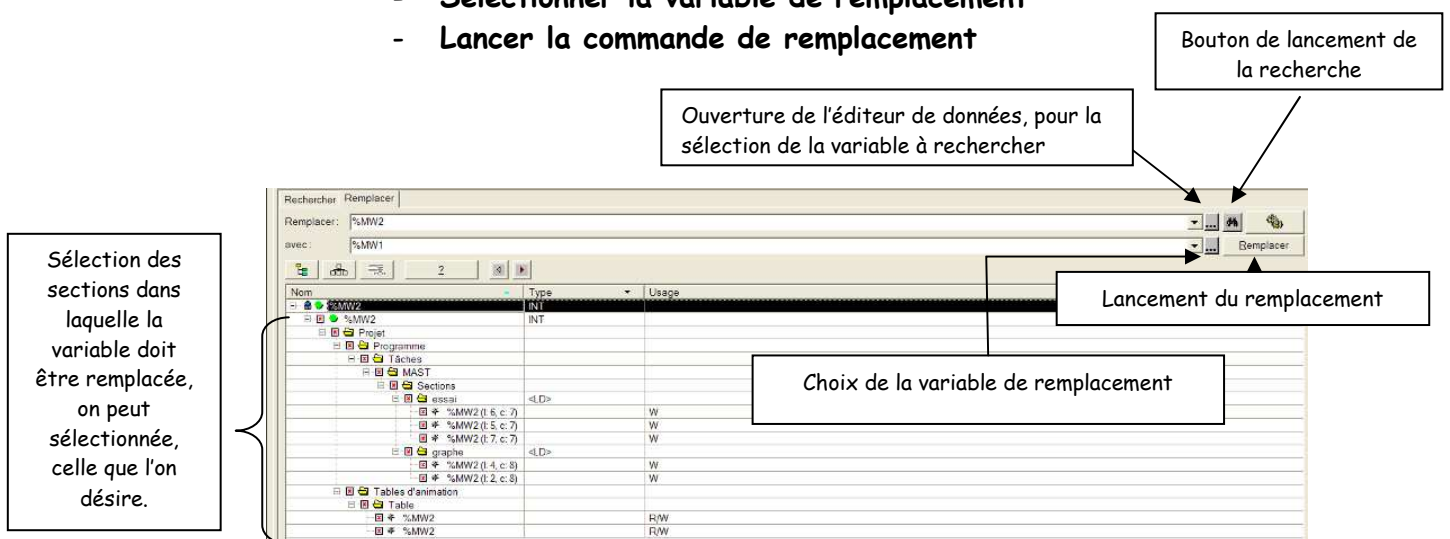 - Sélectionner la variable de remplacement
- Lancer la commande de remplacement
Bouton de lancement de
la recherche
Ouverture de l'éditeur de données, pour la
sélection de la variable à rechercher
Sélection des
sections dans
laquelle la
variable doit
être remplacée,
on peut
sélectionnée,
celle que l'on
désire.
Rechercher Remplacer
Remplacer: %MW2 ...
avec: %MW1 ... Remplacer
?
Nom Type Usage
%MW2 INT
%MW2 INT
Projet
Programme
Tâches
MAST
Sections
essai <LD>
%MW2 (l: 6, c: 7) W
%MW2 (l: 5, c: 7) W
%MW2 (l: 7, c: 7) W
graphe <LD>
%MW2 (l: 4, c: 8) W
%MW2 (l: 2, c: 8) W
Tables d'animation
Table
%MW2 R/W
%MW2 R/W
Lancement du remplacement
Choix de la variable de remplacement